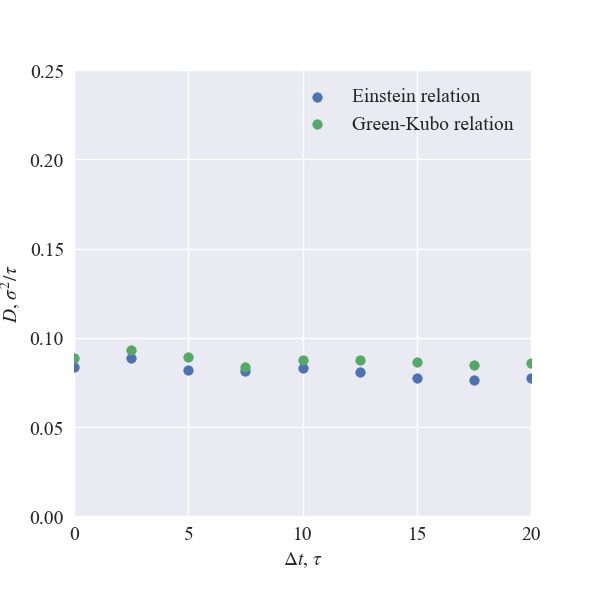 0.25
Einstein relation
Green-Kubo relation
0.20
0.15
D, σ²/τ
0.10
0.05
0.00
0 5 10 15 20
Δt, τ